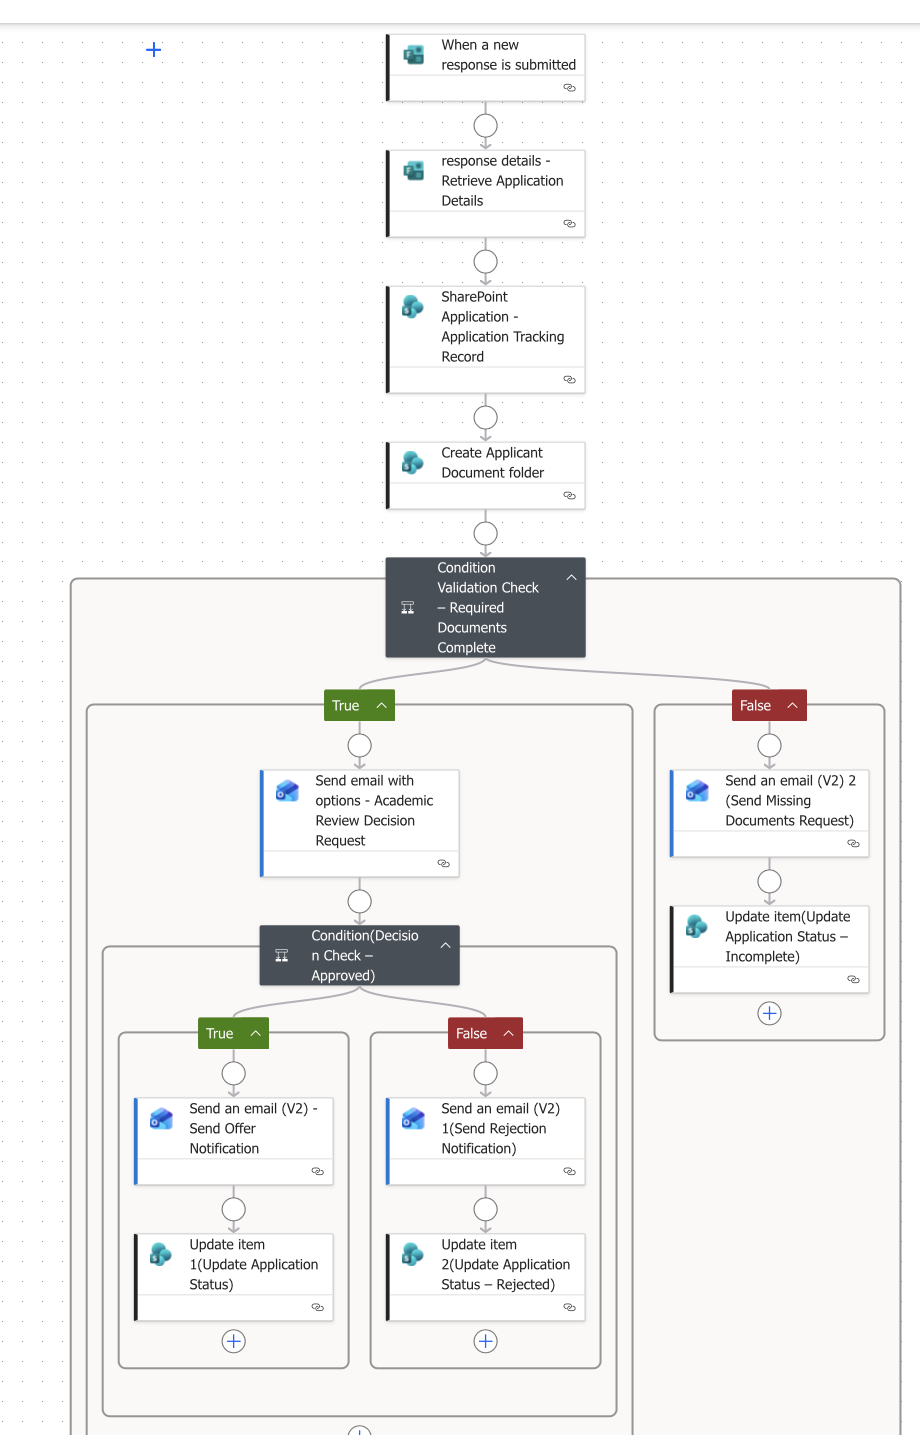 When a new
response is submitted
response details -
Retrieve Application
Details
SharePoint
Application -
Application Tracking
Record
Create Applicant
Document folder
Condition
Validation Check
– Required
Documents
Complete
True
False
Send email with
options - Academic
Review Decision
Request
Send an email (V2) 2
(Send Missing
Documents Request)
Update item(Update
Application Status –
Incomplete)
Condition(Decisio
n Check –
Approved)
True
False
Send an email (V2) -
Send Offer
Notification
Send an email (V2)
1(Send Rejection
Notification)
Update item
1(Update Application
Status)
Update item
2(Update Application
Status – Rejected)